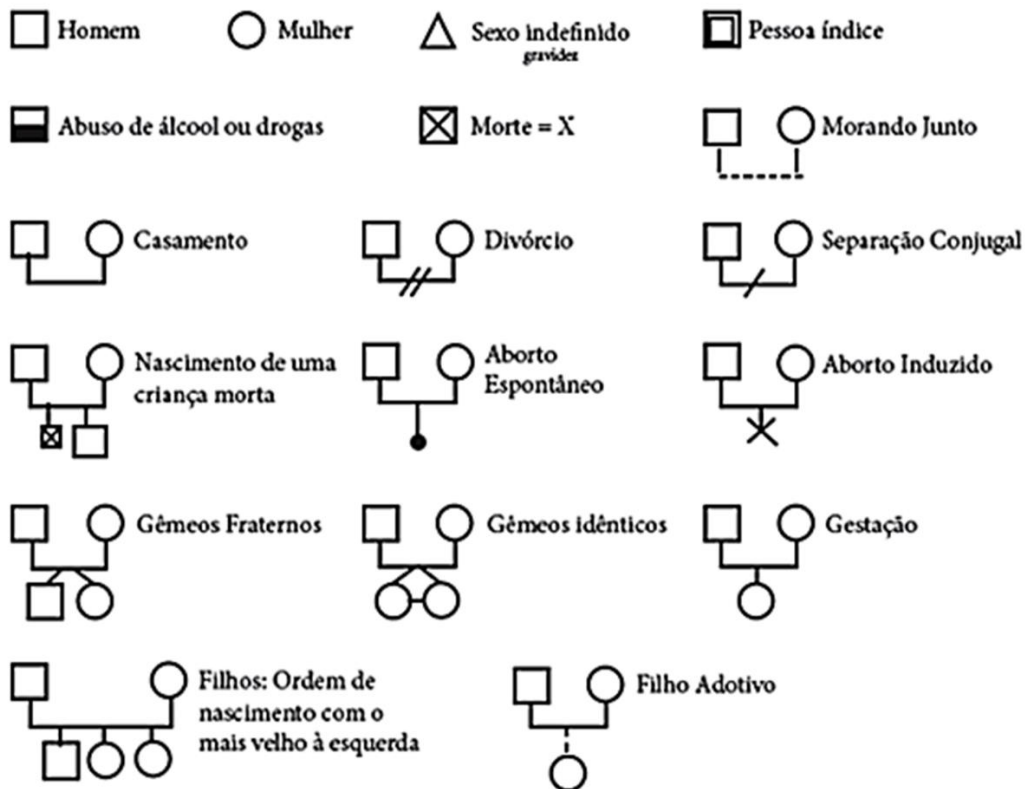 Homem
Mulher
Sexo indefinido
gravidez
Pessoa índice
Abuso de álcool ou drogas
Morte = X
Morando Junto
Casamento
Divórcio
Separação Conjugal
Nascimento de uma
criança morta
Aborto
Espontâneo
Aborto Induzido
Gêmeos Fraternos
Gêmeos idênticos
Gestação
Filhos: Ordem de
nascimento com o
mais velho à esquerda
Filho Adotivo